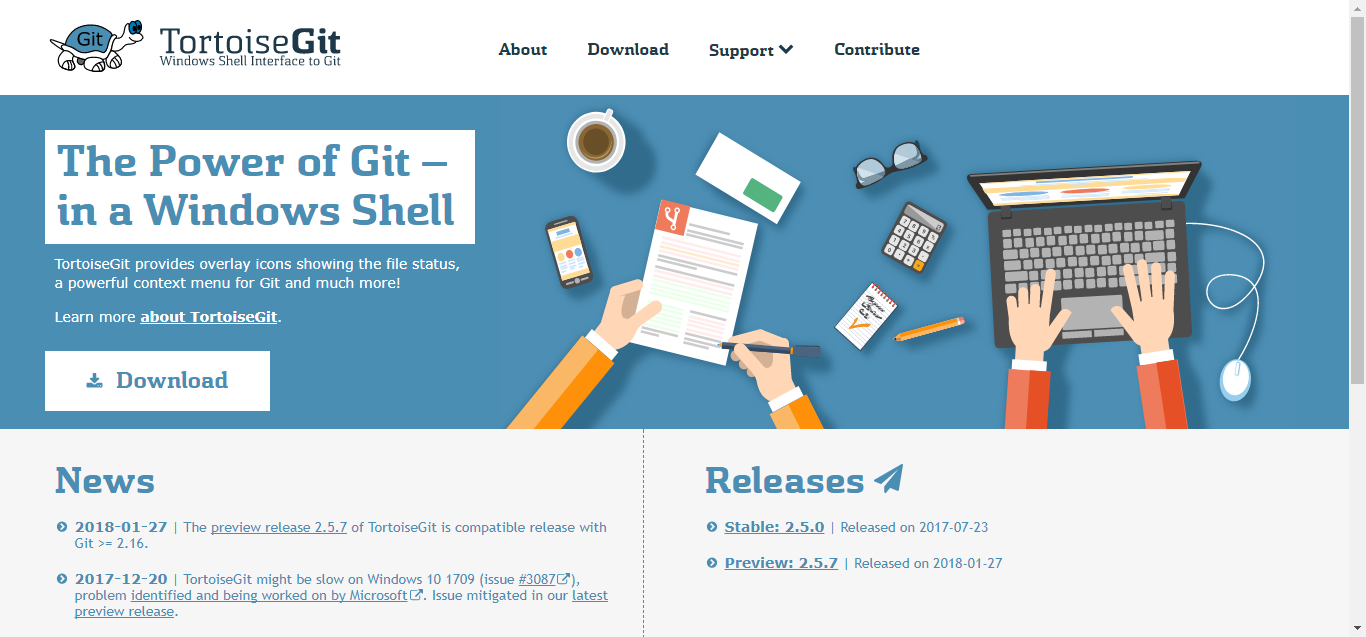 Git
TortoiseGit
Windows Shell Interface to Git
About
Download
Support
Contribute
The Power of Git –
in a Windows Shell
TortoiseGit provides overlay icons showing the file status,
a powerful context menu for Git and much more!
Learn more about TortoiseGit.
Download
News
2018-01-27 | The preview release 2.5.7 of TortoiseGit is compatible release with
Git >= 2.16.
2017-12-20 | TortoiseGit might be slow on Windows 10 1709 (issue #3087),
problem identified and being worked on by Microsoft. Issue mitigated in our latest
preview release.
Releases
Stable: 2.5.0 | Released on 2017-07-23
Preview: 2.5.7 | Released on 2018-01-27